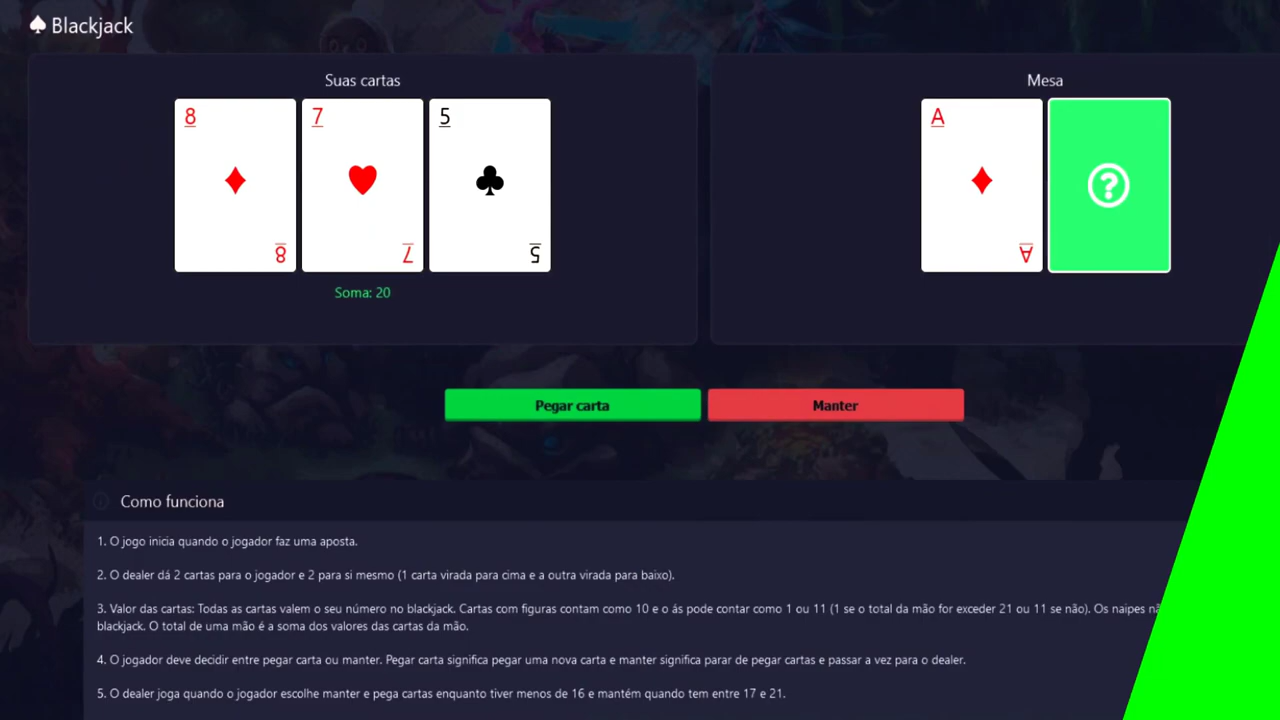 Blackjack
Suas cartas
Mesa
8
7
5
A
?
8
7
5
A
Soma: 20
Pegar carta
Manter
Como funciona
1. O jogo inicia quando o jogador faz uma aposta.
2. O dealer dá 2 cartas para o jogador e 2 para si mesmo (1 carta virada para cima e a outra virada para baixo).
3. Valor das cartas: Todas as cartas valem o seu número no blackjack. Cartas com figuras contam como 10 e o ás pode contar como 1 ou 11 (1 se o total da mão for exceder 21 ou 11 se não). Os naipes
blackjack. O total de uma mão é a soma dos valores das cartas da mão.
4. O jogador deve decidir entre pegar carta ou manter. Pegar carta significa pegar uma nova carta e manter significa parar de pegar cartas e passar a vez para o dealer.
5. O dealer joga quando o jogador escolhe manter e pega cartas enquanto tiver menos de 16 e mantém quando tem entre 17 e 21.